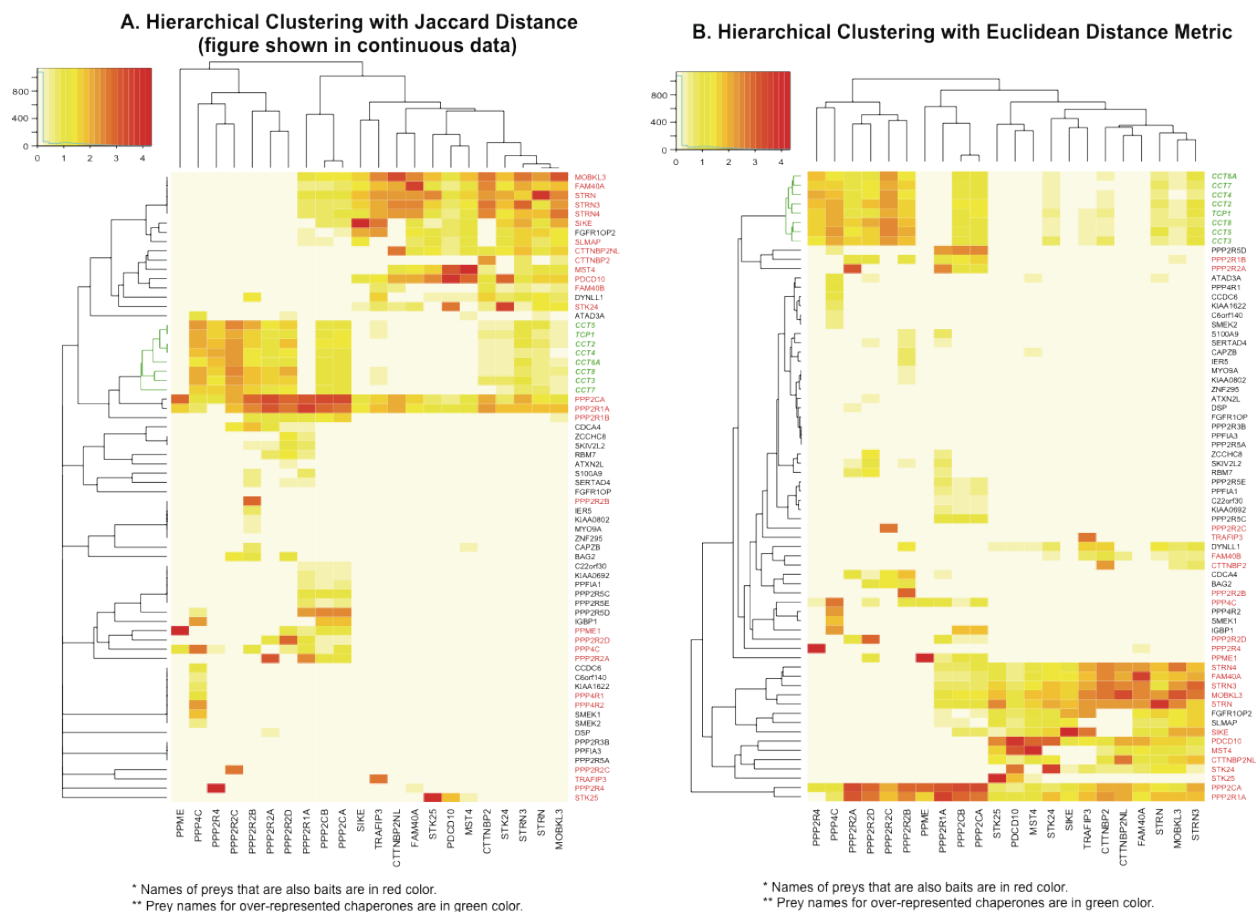 A. Hierarchical Clustering with Jaccard Distance
(figure shown in continuous data)
800
400
0
0 1 2 3 4
MOBKL3
FAM40A
STRN
STRN3
STRN4
SIKE
FGFR1OP2
SLMAP
CTTNBP2NL
CTTNBP2
MST4
PDCD10
FAM40B
DYNLL1
STK24
ATAD3A
CCT5
TCP1
CCT2
CCT4
CCT6A
CCT8
CCT3
CCT7
PPP2CA
PPP2R1A
PPP2R1B
CDCA4
ZCCHC8
SKIV2L2
RBM7
ATXN2L
S100A9
SERTAD4
FGFR1OP
PPP2R2B
IER5
KIAA0802
MYO9A
ZNF295
CAPZB
BAG2
C22orf30
KIAA0692
PPFIA1
PPP2R5C
PPP2R5E
PPP2R5D
IGBP1
PPME1
PPP2R2D
PPP4C
PPP2R2A
CCDC6
C6orf140
KIAA1622
PPP4R1
PPP4R2
SMEK1
SMEK2
DSP
PPP2R3B
PPFIA3
PPP2R5A
PPP2R2C
TRAFIP3
PPP2R4
STK25
PPME
PPP4C
PPP2R4
PPP2R2C
PPP2R2B
PPP2R2A
PPP2R2D
PPP2R1A
PPP2CB
PPP2CA
SIKE
TRAFIP3
CTTNBP2NL
FAM40A
STK25
PDCD10
MST4
CTTNBP2
STK24
STRN3
STRN
MOBKL3
* Names of preys that are also baits are in red color.
** Prey names for over-represented chaperones are in green color.
B. Hierarchical Clustering with Euclidean Distance Metric
800
400
0
0 1 2 3 4
CCT6A
CCT7
CCT4
CCT2
TCP1
CCT8
CCT5
CCT3
PPP2R5D
PPP2R1B
PPP2R2A
ATAD3A
PPP4R1
CCDC6
KIAA1622
C6orf140
SMEK2
S100A9
SERTAD4
CAPZB
IER5
MYO9A
KIAA0802
ZNF295
ATXN2L
DSP
FGFR1OP
PPP2R3B
PPFIA3
PPP2R5A
ZCCHC8
SKIV2L2
RBM7
PPP2R5E
PPFIA1
C22orf30
KIAA0692
PPP2R5C
PPP2R2C
TRAFIP3
DYNLL1
FAM40B
CTTNBP2
CDCA4
BAG2
PPP2R2B
PPP4C
PPP4R2
SMEK1
IGBP1
PPP2R2D
PPP2R4
PPME1
STRN4
FAM40A
STRN3
MOBKL3
STRN
FGFR1OP2
SLMAP
SIKE
PDCD10
MST4
CTTNBP2NL
STK24
STK25
PPP2CA
PPP2R1A
PPP2R4
PPP4C
PPP2R2A
PPP2R2D
PPP2R2C
PPP2R2B
PPME
PPP2R1A
PPP2CB
PPP2CA
STK25
PDCD10
MST4
STK24
SIKE
TRAFIP3
CTTNBP2
CTTNBP2NL
FAM40A
STRN
MOBKL3
STRN3
* Names of preys that are also baits are in red color.
** Prey names for over-represented chaperones are in green color.